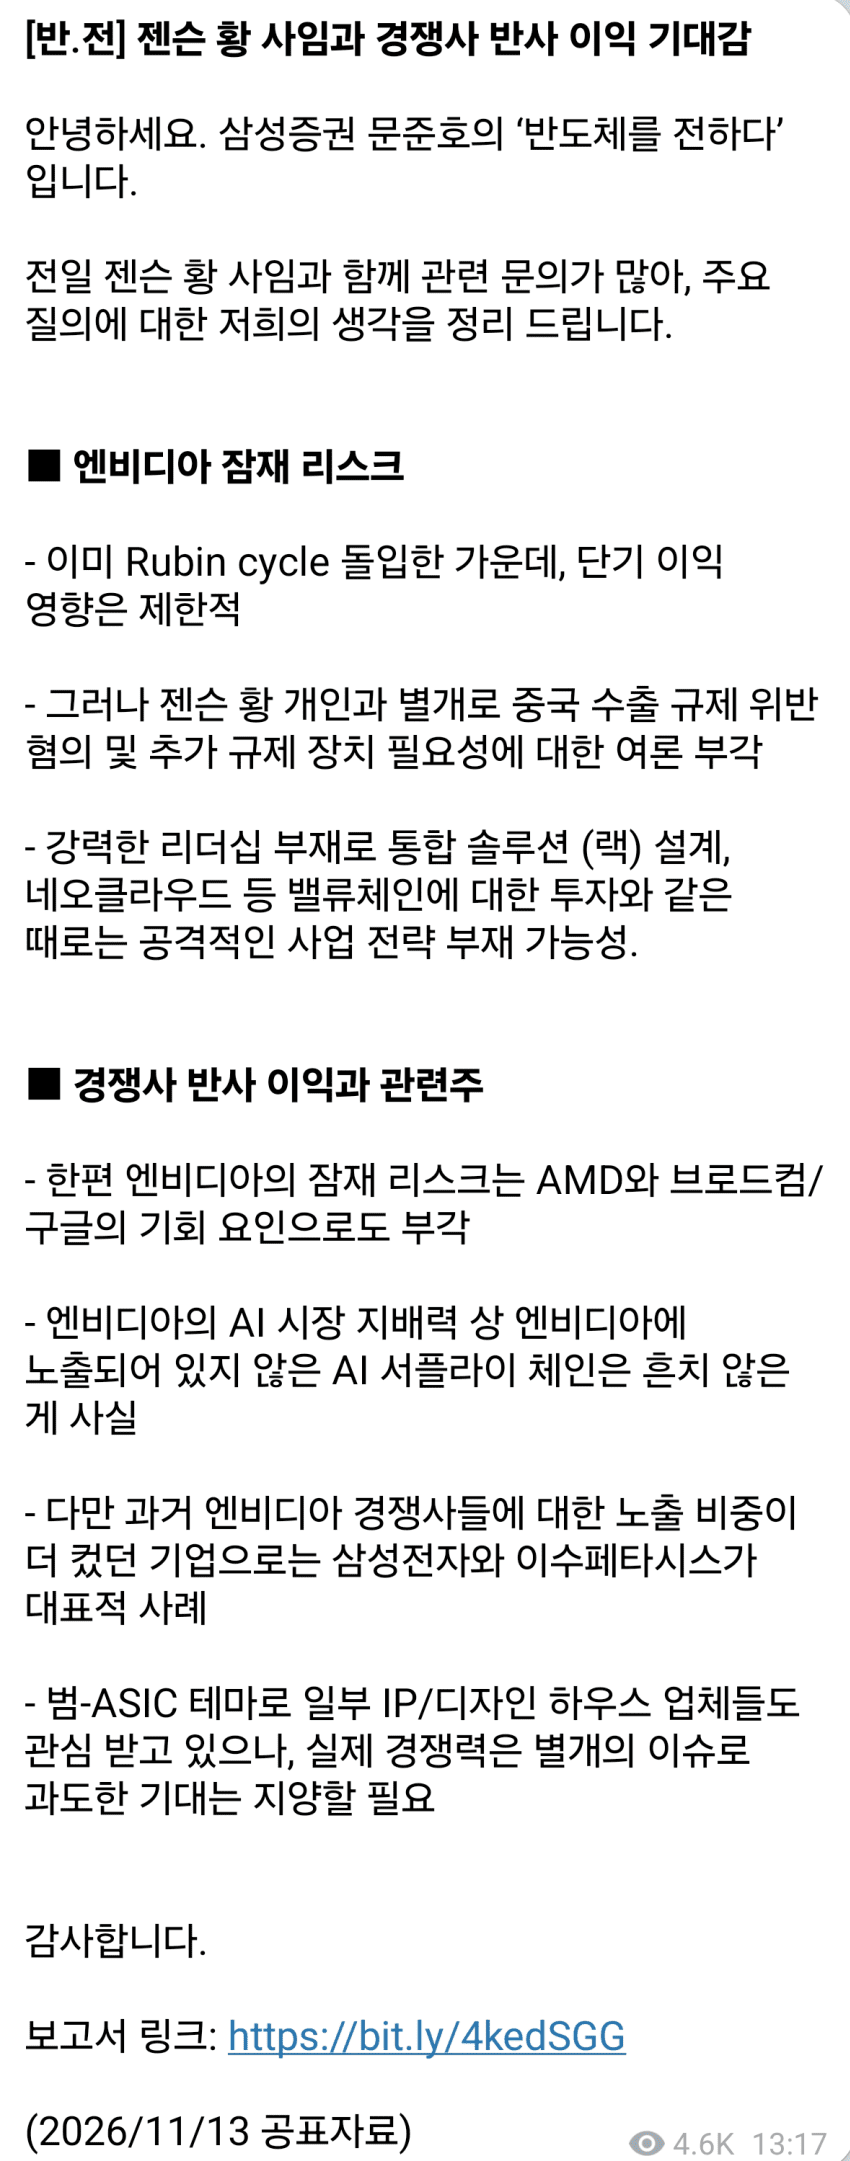 [반.전] 젠슨 황 사임과 경쟁사 반사 이익 기대감
안녕하세요. 삼성증권 문준호의 ‘반도체를 전하다’
입니다.
전일 젠슨 황 사임과 함께 관련 문의가 많아, 주요
질의에 대한 저희의 생각을 정리 드립니다.
■ 엔비디아 잠재 리스크
- 이미 Rubin cycle 돌입한 가운데, 단기 이익
영향은 제한적
- 그러나 젠슨 황 개인과 별개로 중국 수출 규제 위반
혐의 및 추가 규제 장치 필요성에 대한 여론 부각
- 강력한 리더십 부재로 통합 솔루션 (랙) 설계,
네오클라우드 등 밸류체인에 대한 투자와 같은
때로는 공격적인 사업 전략 부재 가능성.
■ 경쟁사 반사 이익과 관련주
- 한편 엔비디아의 잠재 리스크는 AMD와 브로드컴/
구글의 기회 요인으로도 부각
- 엔비디아의 AI 시장 지배력 상 엔비디아에
노출되어 있지 않은 AI 서플라이 체인은 흔치 않은
게 사실
- 다만 과거 엔비디아 경쟁사들에 대한 노출 비중이
더 컸던 기업으로는 삼성전자와 이수페타시스가
대표적 사례
- 범-ASIC 테마로 일부 IP/디자인 하우스 업체들도
관심 받고 있으나, 실제 경쟁력은 별개의 이슈로
과도한 기대는 지양할 필요
감사합니다.
보고서 링크: https://bit.ly/4kedSGG
(2026/11/13 공표자료)
4.6K 13:17